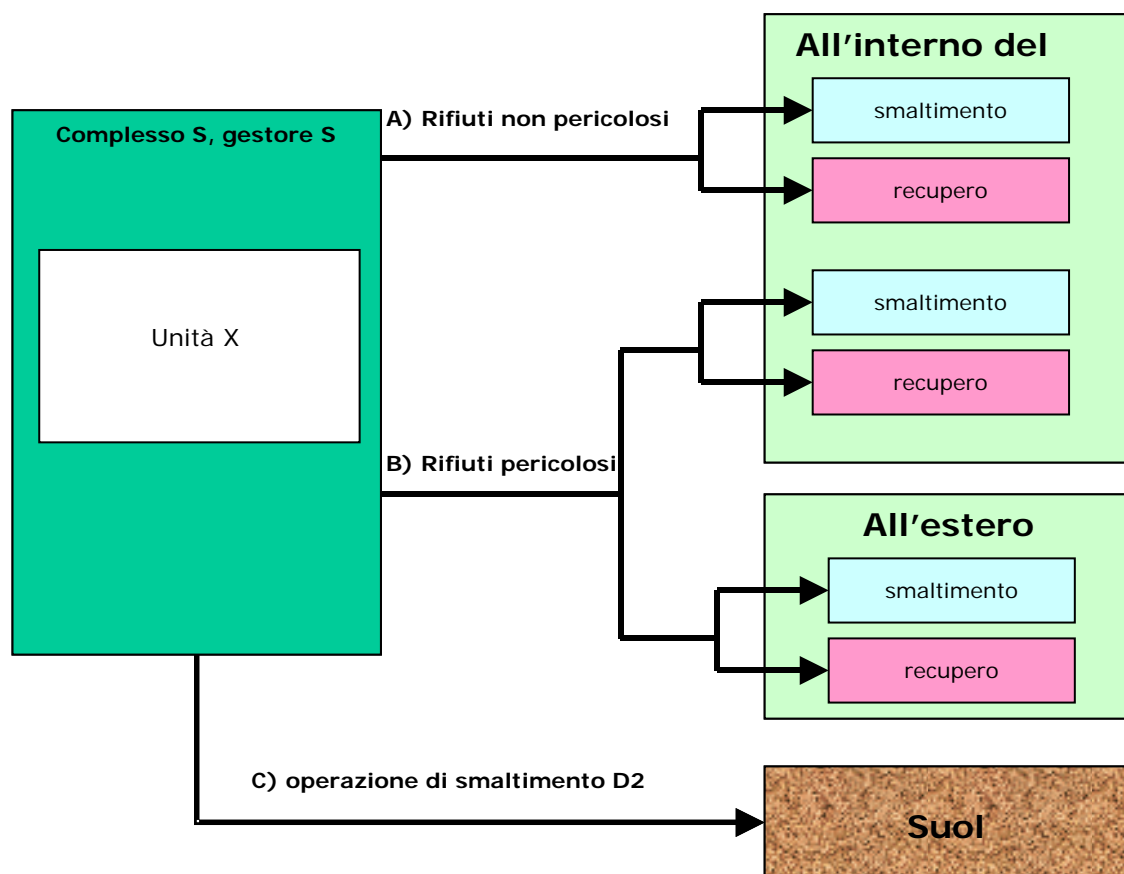 All'interno del
smaltimento
A) Rifiuti non pericolosi
Complesso S, gestore S
recupero
smaltimento
Unità X
recupero
B) Rifiuti pericolosi
All'estero
smaltimento
recupero
C) operazione di smaltimento D2
Suol